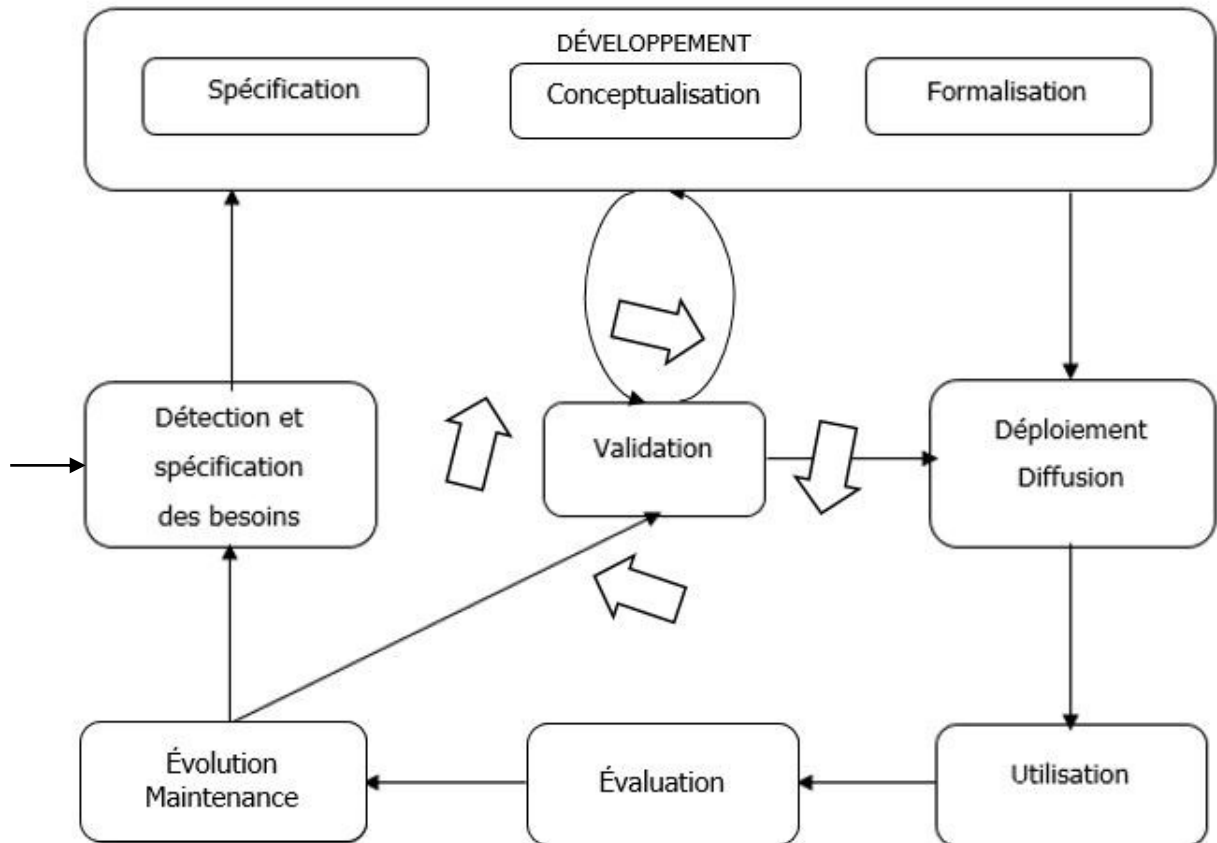 DÉVELOPPEMENT
Spécification
Conceptualisation
Formalisation
Détection et
spécification
des besoins
Validation
Déploiement
Diffusion
Évolution
Maintenance
Évaluation
Utilisation